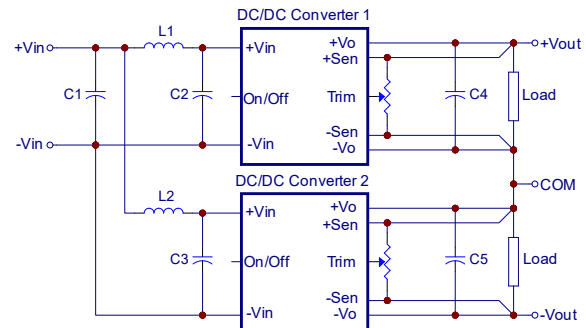 DC/DC Converter 1
L1
+Vin
+Vin
+Vo
+Vout
+Sen
C1
C2
On/Off
Trim
C4
Load
-Sen
-Vin
-Vin
-Vo
DC/DC Converter 2
COM
L2
+Vin
+Vo
+Sen
C3
On/Off
Trim
C5
Load
-Sen
-Vin
-Vo
-Vout